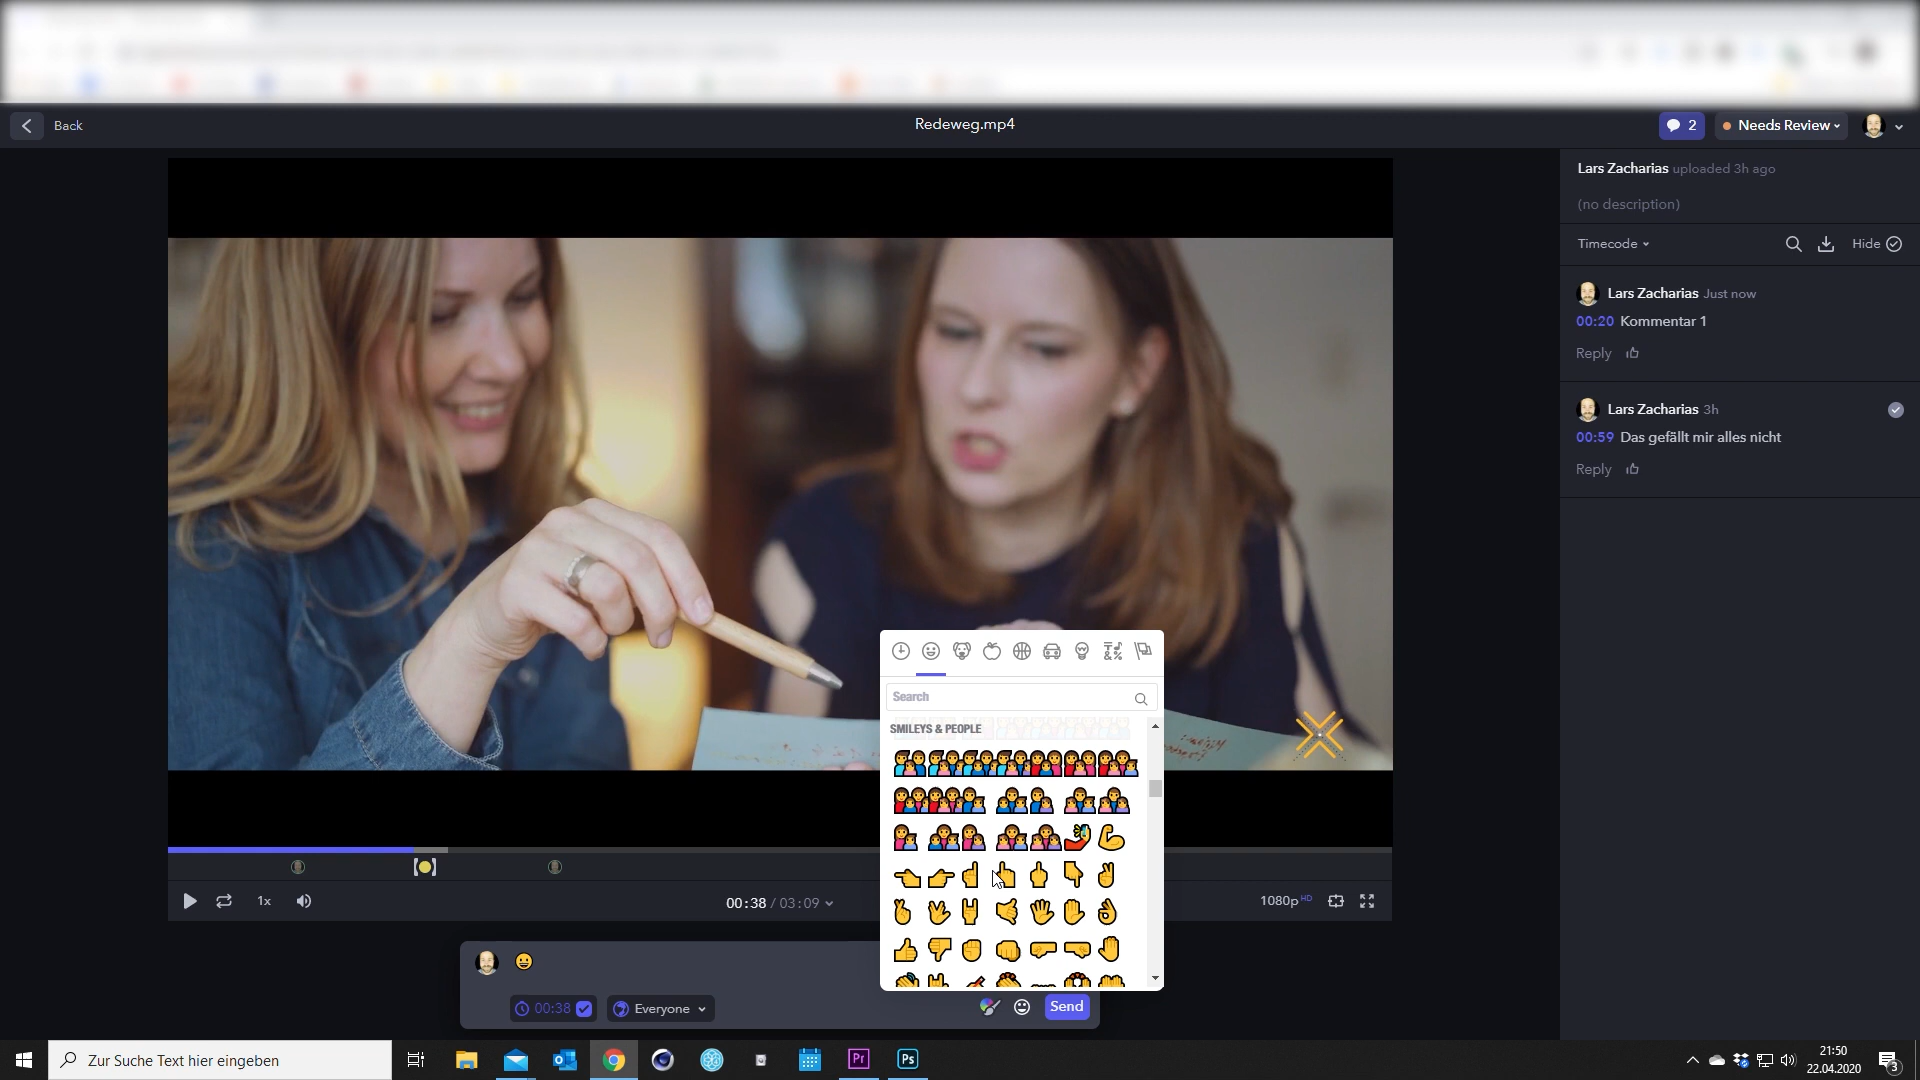 Back
Redeweg.mp4
2
Needs Review
Lars Zacharias uploaded 3h ago
(no description)
Timecode
Hide
Lars Zacharias Just now
00:20 Kommentar 1
Reply
Lars Zacharias 3h
00:59 Das gefällt mir alles nicht
Reply
Search
SMILEYS & PEOPLE
1x
00:38 / 03:09
1080p HD
00:38
Everyone
Send
Zur Suche Text hier eingeben
Pr
Ps
21:50
22.04.2020
3